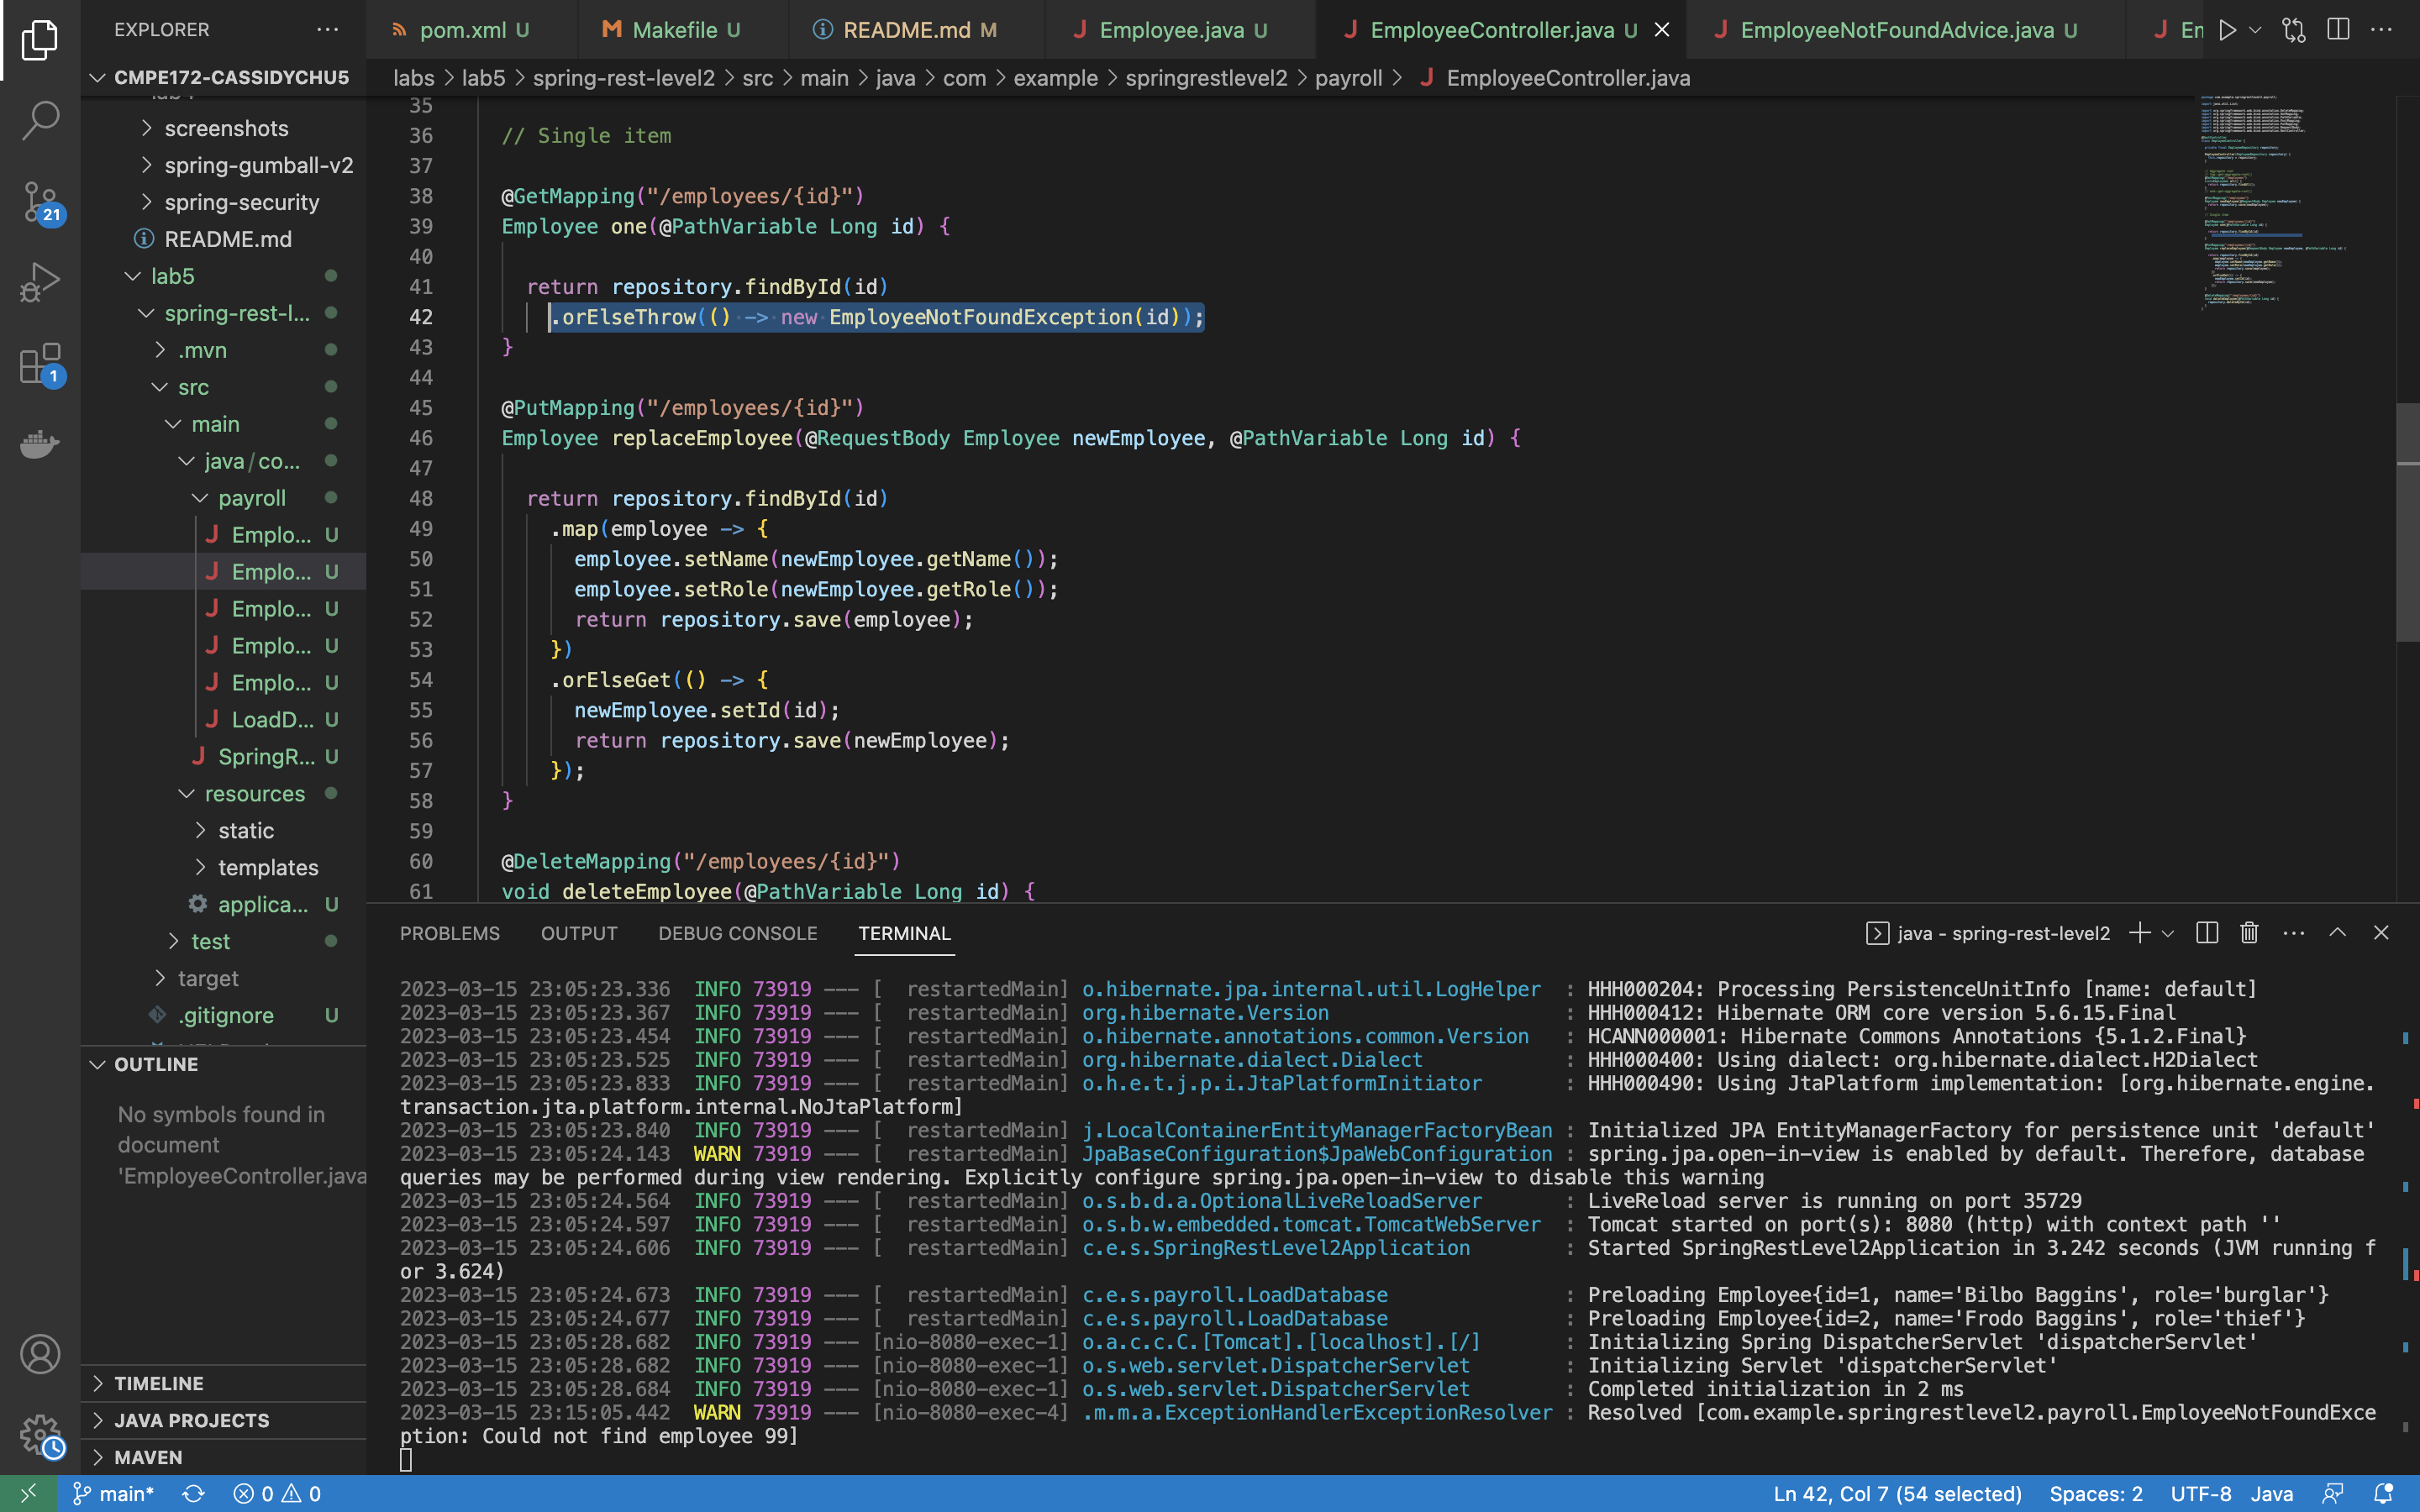 EXPLORER
CMPE172-CASSIDYCHU5
screenshots
spring-gumball-v2
spring-security
README.md
lab5
spring-rest-l...
.mvn
src
main
java/co...
payroll
Emplo... U
Emplo... U
Emplo... U
Emplo... U
Emplo... U
LoadD... U
SpringR... U
resources
static
templates
applica... U
test
target
.gitignore U
OUTLINE
No symbols found in
document
'EmployeeController.java
TIMELINE
JAVA PROJECTS
MAVEN
21
1
pom.xml U
M Makefile U
README.md M
J Employee.java U
J EmployeeController.java U
J EmployeeNotFoundAdvice.java U
J En
labs > lab5 > spring-rest-level2 > src > main > java > com > example > springrestlevel2 > payroll > J EmployeeController.java
35
36 // Single item
37
38 @GetMapping("/employees/{id}")
39 Employee one(@PathVariable Long id) {
40
41 return repository.findById(id)
42 .orElseThrow(() -> new EmployeeNotFoundException(id));
43 }
44
45 @PutMapping("/employees/{id}")
46 Employee replaceEmployee(@RequestBody Employee newEmployee, @PathVariable Long id) {
47
48 return repository.findById(id)
49 .map(employee -> {
50 employee.setName(newEmployee.getName());
51 employee.setRole(newEmployee.getRole());
52 return repository.save(employee);
53 })
54 .orElseGet(() -> {
55 newEmployee.setId(id);
56 return repository.save(newEmployee);
57 });
58 }
59
60 @DeleteMapping("/employees/{id}")
61 void deleteEmployee(@PathVariable Long id) {
PROBLEMS OUTPUT DEBUG CONSOLE TERMINAL
java - spring-rest-level2
2023-03-15 23:05:23.336 INFO 73919 --- [ restartedMain] o.hibernate.jpa.internal.util.LogHelper : HHH000204: Processing PersistenceUnitInfo [name: default]
2023-03-15 23:05:23.367 INFO 73919 --- [ restartedMain] org.hibernate.Version : HHH000412: Hibernate ORM core version 5.6.15.Final
2023-03-15 23:05:23.454 INFO 73919 --- [ restartedMain] o.hibernate.annotations.common.Version : HCANN000001: Hibernate Commons Annotations {5.1.2.Final}
2023-03-15 23:05:23.525 INFO 73919 --- [ restartedMain] org.hibernate.dialect.Dialect : HHH000400: Using dialect: org.hibernate.dialect.H2Dialect
2023-03-15 23:05:23.833 INFO 73919 --- [ restartedMain] o.h.e.t.j.p.i.JtaPlatformInitiator : HHH000490: Using JtaPlatform implementation: [org.hibernate.engine.
transaction.jta.platform.internal.NoJtaPlatform]
2023-03-15 23:05:23.840 INFO 73919 --- [ restartedMain] j.LocalContainerEntityManagerFactoryBean : Initialized JPA EntityManagerFactory for persistence unit 'default'
2023-03-15 23:05:24.143 WARN 73919 --- [ restartedMain] JpaBaseConfiguration$JpaWebConfiguration : spring.jpa.open-in-view is enabled by default. Therefore, database
queries may be performed during view rendering. Explicitly configure spring.jpa.open-in-view to disable this warning
2023-03-15 23:05:24.564 INFO 73919 --- [ restartedMain] o.s.b.d.a.OptionalLiveReloadServer : LiveReload server is running on port 35729
2023-03-15 23:05:24.597 INFO 73919 --- [ restartedMain] o.s.b.w.embedded.tomcat.TomcatWebServer : Tomcat started on port(s): 8080 (http) with context path ''
2023-03-15 23:05:24.606 INFO 73919 --- [ restartedMain] c.e.s.SpringRestLevel2Application : Started SpringRestLevel2Application in 3.242 seconds (JVM running f
or 3.624)
2023-03-15 23:05:24.673 INFO 73919 --- [ restartedMain] c.e.s.payroll.LoadDatabase : Preloading Employee{id=1, name='Bilbo Baggins', role='burglar'}
2023-03-15 23:05:24.677 INFO 73919 --- [ restartedMain] c.e.s.payroll.LoadDatabase : Preloading Employee{id=2, name='Frodo Baggins', role='thief'}
2023-03-15 23:05:28.682 INFO 73919 --- [nio-8080-exec-1] o.a.c.c.C.[Tomcat].[localhost].[/] : Initializing Spring DispatcherServlet 'dispatcherServlet'
2023-03-15 23:05:28.682 INFO 73919 --- [nio-8080-exec-1] o.s.web.servlet.DispatcherServlet : Initializing Servlet 'dispatcherServlet'
2023-03-15 23:05:28.684 INFO 73919 --- [nio-8080-exec-1] o.s.web.servlet.DispatcherServlet : Completed initialization in 2 ms
2023-03-15 23:15:05.442 WARN 73919 --- [nio-8080-exec-4] .m.m.a.ExceptionHandlerExceptionResolver : Resolved [com.example.springrestlevel2.payroll.EmployeeNotFoundExce
ption: Could not find employee 99]
main* 0 0
Ln 42, Col 7 (54 selected) Spaces: 2 UTF-8 Java